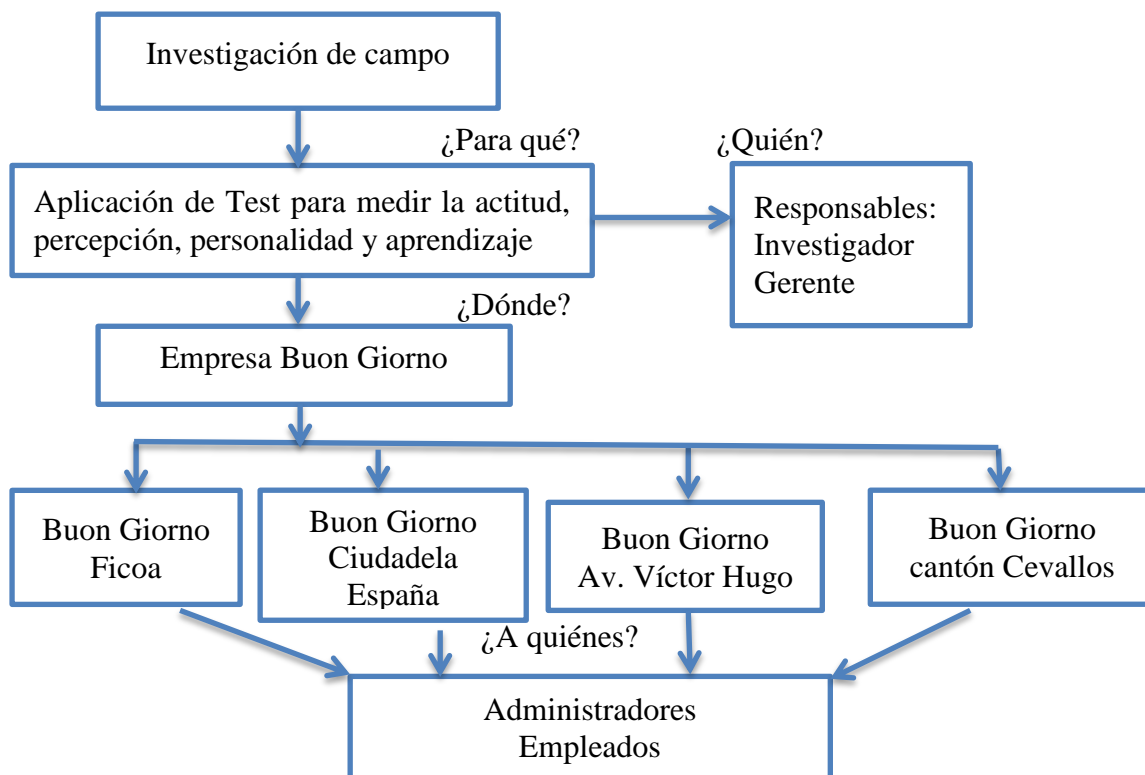 Investigación de campo
¿Para qué?
¿Quién?
Aplicación de Test para medir la actitud,
percepción, personalidad y aprendizaje
Responsables:
Investigador
Gerente
¿Dónde?
Empresa Buon Giorno
Buon Giorno
Ficoa
Buon Giorno
Ciudadela
España
Buon Giorno
Av. Víctor Hugo
Buon Giorno
cantón Cevallos
¿A quiénes?
Administradores
Empleados